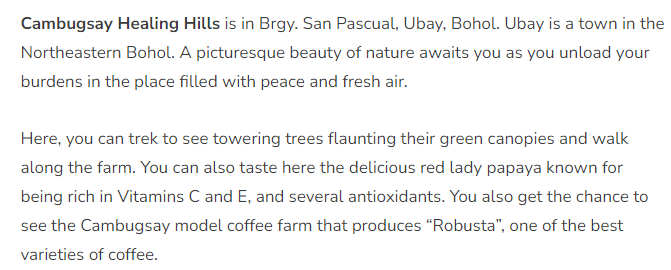 Cambugsay Healing Hills is in Brgy. San Pascual, Ubay, Bohol. Ubay is a town in the
Northeastern Bohol. A picturesque beauty of nature awaits you as you unload your
burdens in the place filled with peace and fresh air.
Here, you can trek to see towering trees flaunting their green canopies and walk
along the farm. You can also taste here the delicious red lady papaya known for
being rich in Vitamins C and E, and several antioxidants. You also get the chance to
see the Cambugsay model coffee farm that produces “Robusta”, one of the best
varieties of coffee.